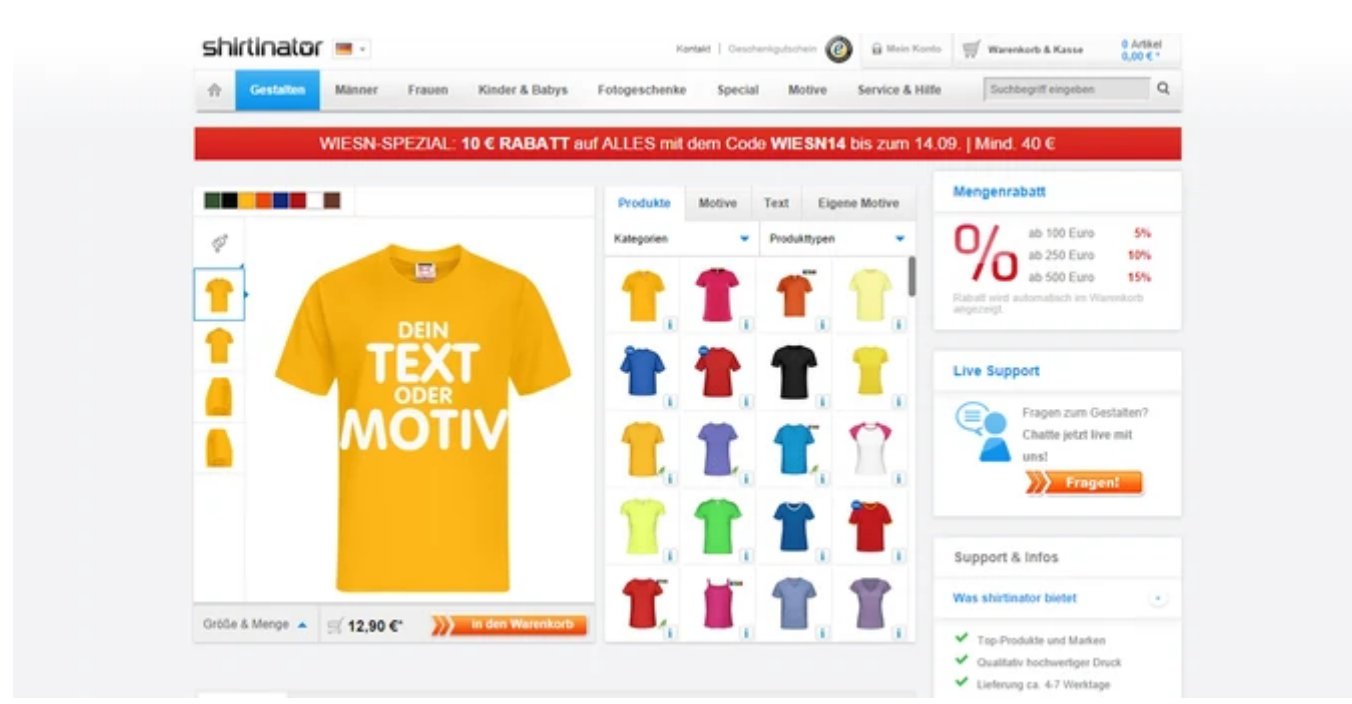 shirtinator
Kontakt | Geschenkgutschein
Mein Konto
Warenkorb & Kasse
0 Artikel
0,00 € *
Gestalten Männer Frauen Kinder & Babys Fotogeschenke Special Motive Service & Hilfe
Suchbegriff eingeben
WIESN-SPEZIAL: 10 € RABATT auf ALLES mit dem Code WIESN14 bis zum 14.09. | Mind. 40 €
DEIN
TEXT
ODER
MOTIV
Größe & Menge
12,90 €*
in den Warenkorb
Produkte Motive Text Eigene Motive
Kategorien Produkttypen
Mengenrabatt
%
ab 100 Euro 5%
ab 250 Euro 10%
ab 500 Euro 15%
Rabatt wird automatisch im Warenkorb
angezeigt.
Live Support
Fragen zum Gestalten?
Chatte jetzt live mit
uns!
Fragen!
Support & Infos
Was shirtinator bietet
Top-Produkte und Marken
Qualitativ hochwertiger Druck
Lieferung ca. 4-7 Werktage